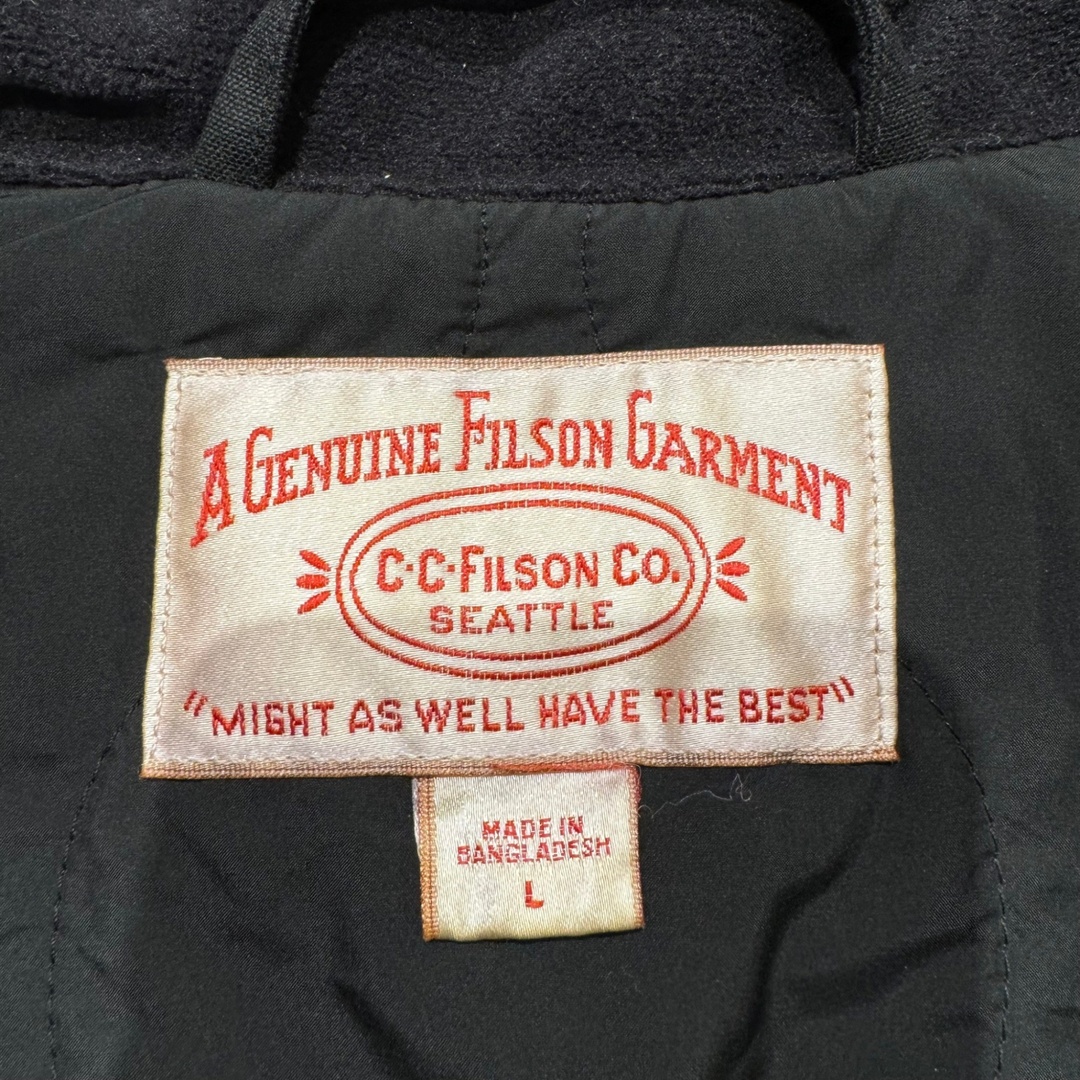 A GENUINE FILSON GARMENT
C·C·FILSON CO.
SEATTLE
"MIGHT AS WELL HAVE THE BEST"
MADE IN
BANGLADESH
L